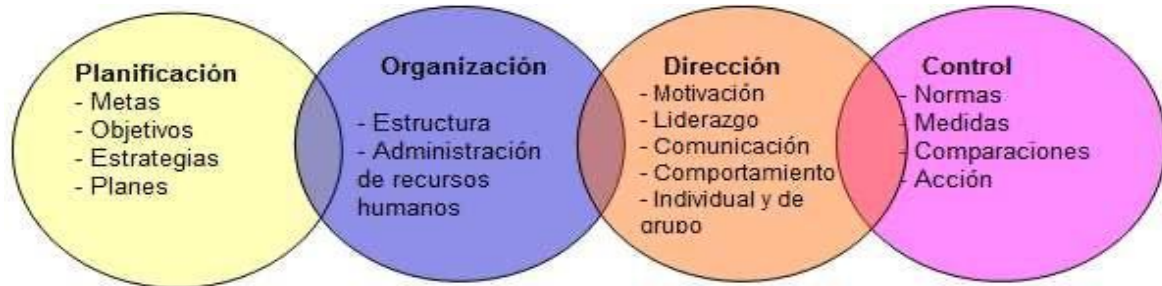 Planificación
- Metas
- Objetivos
- Estrategias
- Planes
Organización
- Estructura
- Administración
de recursos
humanos
Dirección
- Motivación
- Liderazgo
- Comunicación
- Comportamiento
- Individual y de
grupo
Control
- Normas
- Medidas
- Comparaciones
- Acción